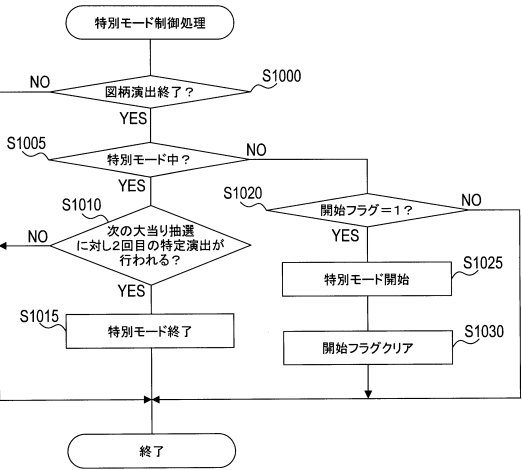 特別モード制御処理
NO
図柄演出終了?
S1000
YES
S1005
特別モード中?
NO
YES
S1010
次の大当り抽選
に対し2回目の特定演出が
行われる?
NO
YES
S1015
特別モード終了
S1020
開始フラグ=1?
NO
YES
特別モード開始
S1025
開始フラグクリア
S1030
終了